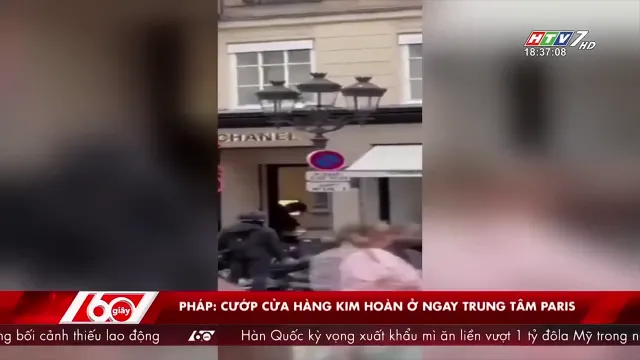 HTV7 HD
18:37:08
CHANEL
60 giây
PHÁP: CƯỚP CỬA HÀNG KIM HOÀN Ở NGAY TRUNG TÂM PARIS
ng bối cảnh thiếu lao động 60 Hàn Quốc kỳ vọng xuất khẩu mì ăn liền vượt 1 tỷ đôla Mỹ trong